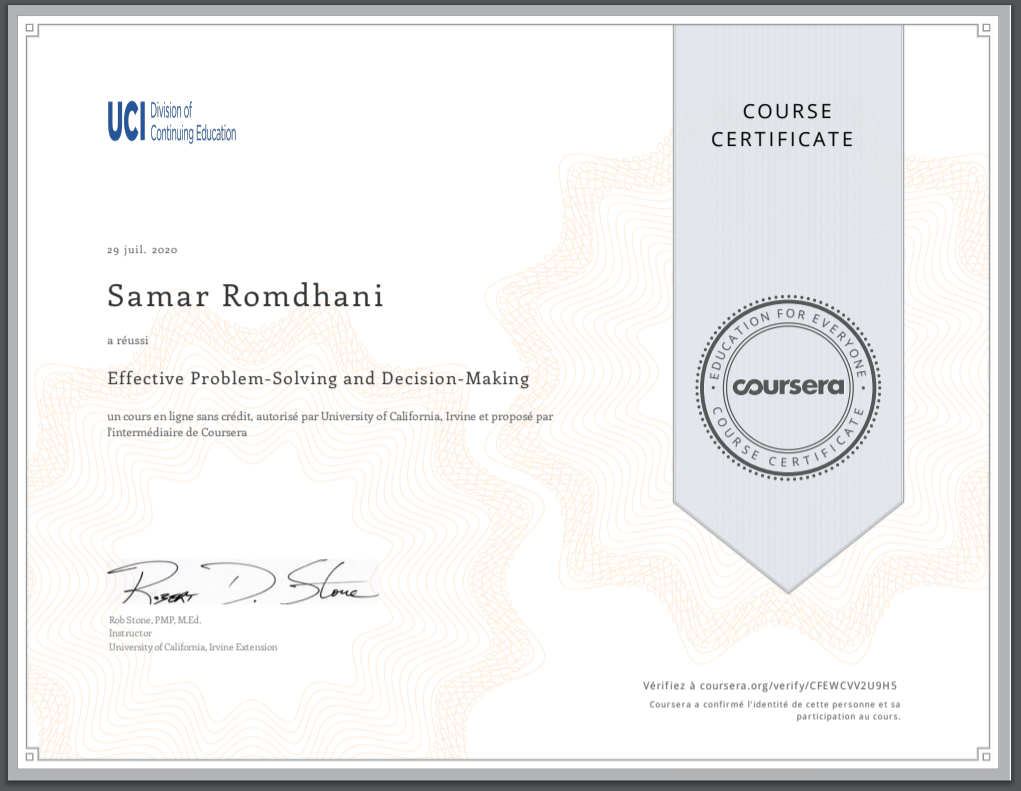 UCI Division of
Continuing Education
COURSE
CERTIFICATE
29 juil. 2020
Samar Romdhani
a réussi
Effective Problem-Solving and Decision-Making
un cours en ligne sans crédit, autorisé par University of California, Irvine et proposé par
l'intermédiaire de Coursera
EDUCATION FOR EVERYONE
coursera
COURSE CERTIFICATE
Robert D. Stone
Rob Stone, PMP, M.Ed.
Instructor
University of California, Irvine Extension
Vérifiez à coursera.org/verify/CFEWCVV2U9H5
Coursera a confirmé l'identité de cette personne et sa
participation au cours.